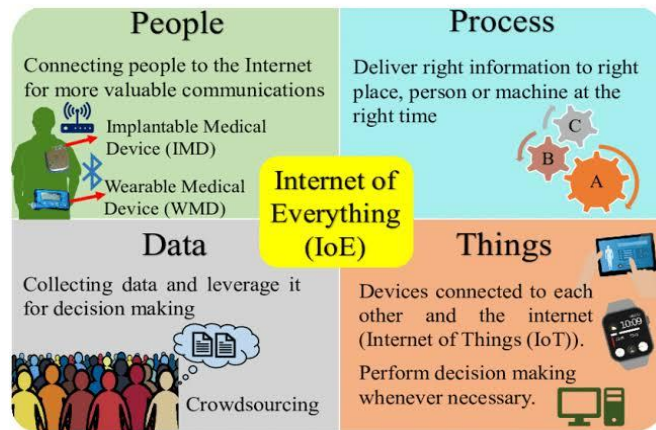 People
Connecting people to the Internet
for more valuable communications
Implantable Medical
Device (IMD)
Wearable Medical
Device (WMD)
Process
Deliver right information to right
place, person or machine at the
right time
C
B
A
Internet of
Everything
(IoE)
Data
Collecting data and leverage it
for decision making
Crowdsourcing
Things
Devices connected to each
other and the internet
(Internet of Things (IoT)).
Perform decision making
whenever necessary.
10:09